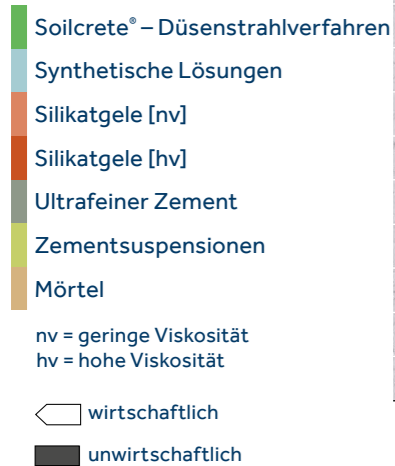 Soilcrete® – Düsenstrahlverfahren
Synthetische Lösungen
Silikatgele [nv]
Silikatgele [hv]
Ultrafeiner Zement
Zementsuspensionen
Mörtel
nv = geringe Viskosität
hv = hohe Viskosität
wirtschaftlich
unwirtschaftlich